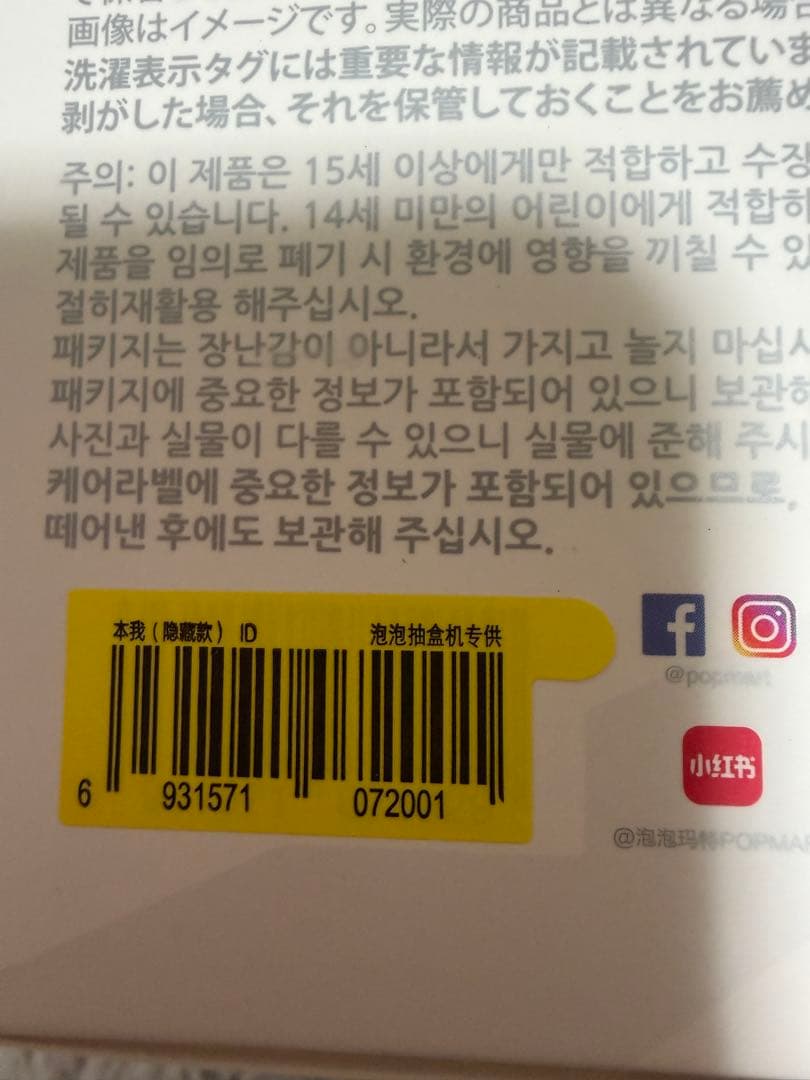 画像はイメージです。実際の商品とは異なる場合
洗濯表示タグには重要な情報が記載されていま
剥がした場合、それを保管しておくことをお薦め
주의: 이 제품은 15세 이상에게만 적합하고 수장
될 수 있습니다. 14세 미만의 어린이에게 적합하
제품을 임의로 폐기 시 환경에 영향을 끼칠 수 있
절히재활용 해주십시오.
패키지는 장난감이 아니라서 가지고 놀지 마십시
패키지에 중요한 정보가 포함되어 있으니 보관하
사진과 실물이 다를 수 있으니 실물에 준해 주시
케어라벨에 중요한 정보가 포함되어 있으므로,
떼어낸 후에도 보관해 주십시오.
本我（隐藏款） ID 泡泡抽盒机专供
6 931571 072001
@popmart
小红书
@泡泡玛特POPMAR